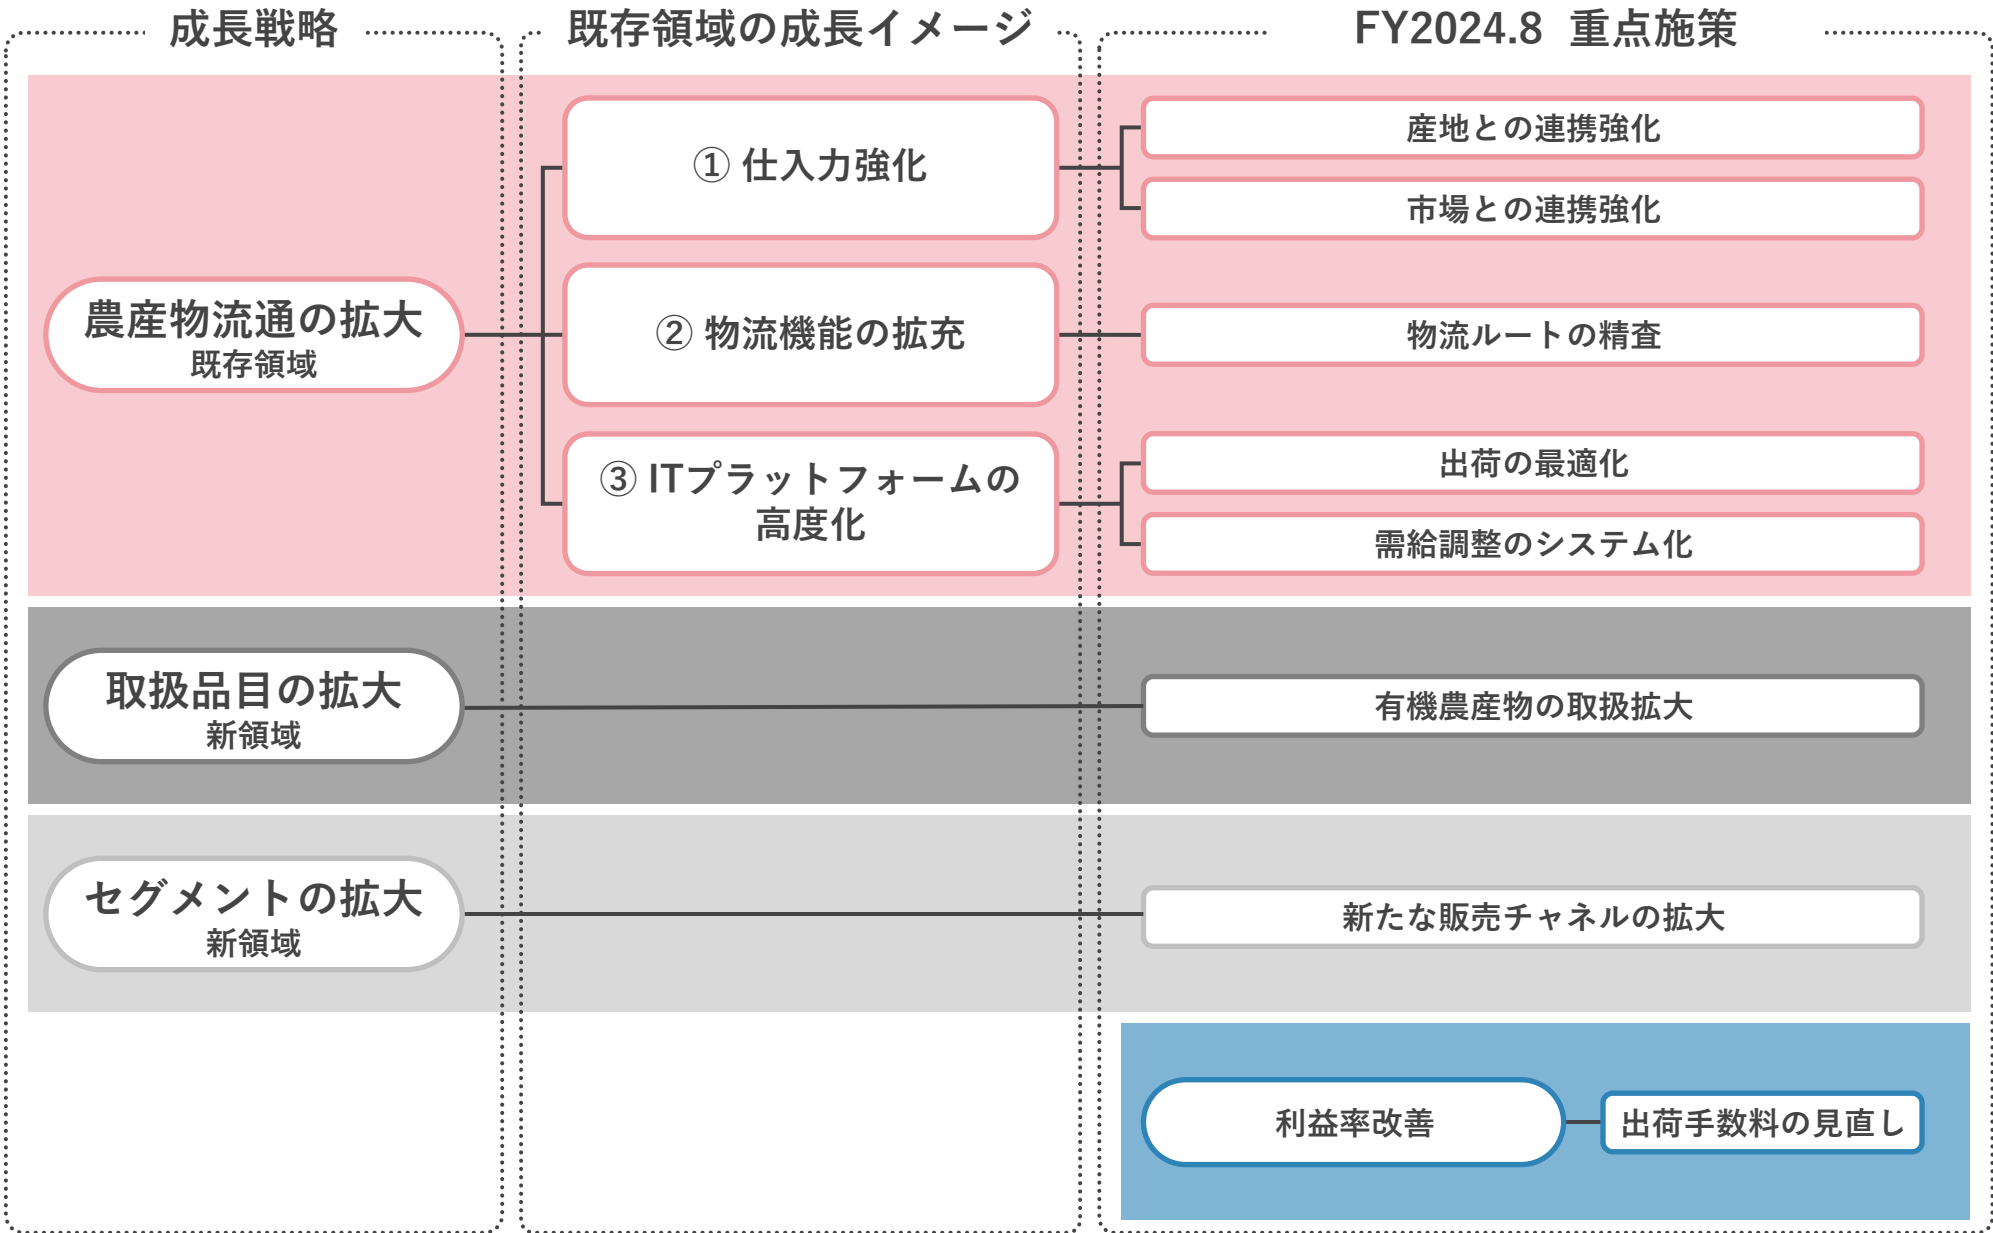 成長戦略
既存領域の成長イメージ
FY2024.8 重点施策
農産物流通の拡大
既存領域
① 仕入力強化
産地との連携強化
市場との連携強化
② 物流機能の拡充
物流ルートの精査
③ ITプラットフォームの
高度化
出荷の最適化
需給調整のシステム化
取扱品目の拡大
新領域
有機農産物の取扱拡大
セグメントの拡大
新領域
新たな販売チャネルの拡大
利益率改善
出荷手数料の見直し